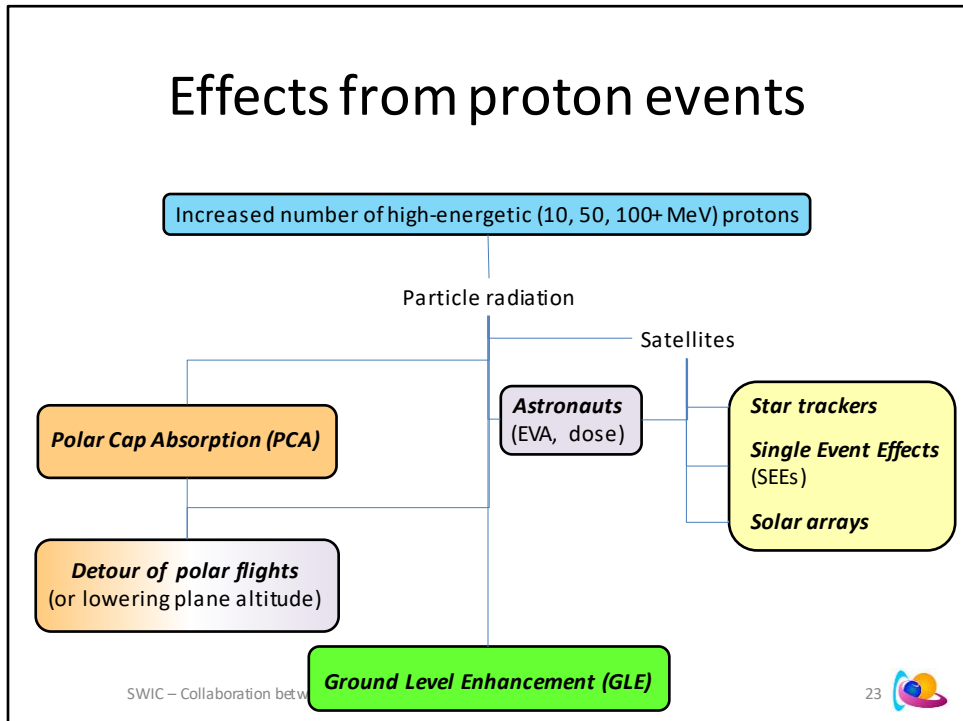 Effects from proton events
Increased number of high-energetic (10, 50, 100+ MeV) protons
Particle radiation
Satellites
Polar Cap Absorption (PCA)
Astronauts
(EVA, dose)
Star trackers
Single Event Effects
(SEEs)
Solar arrays
Detour of polar flights
(or lowering plane altitude)
Ground Level Enhancement (GLE)
SWIC – Collaboration
23